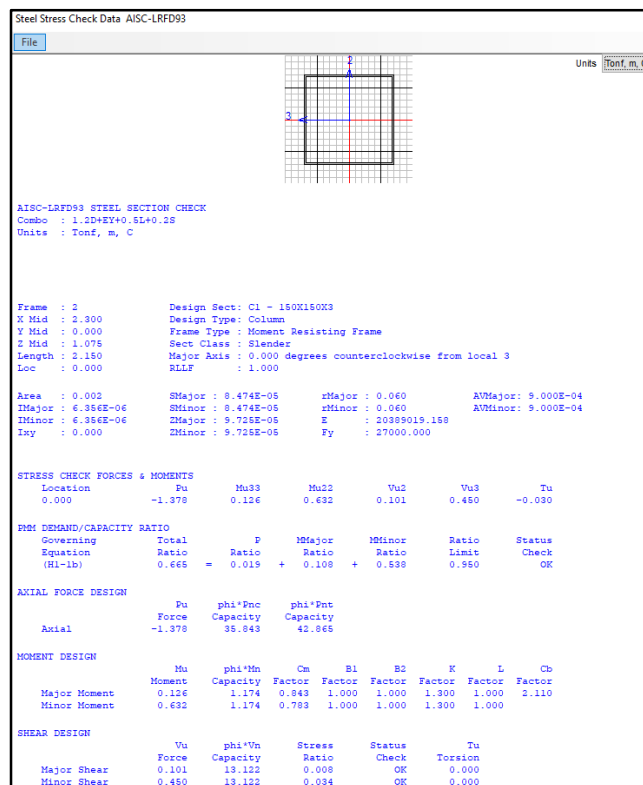 Steel Stress Check Data AISC-LRFD93
File
Units Tonf, m,
2
3
AISC-LRFD93 STEEL SECTION CHECK
Combo : 1.2D+EY+0.5L+0.2S
Units : Tonf, m, C
Frame : 2 Design Sect: C1 - 150X150X3
X Mid : 2.300 Design Type: Column
Y Mid : 0.000 Frame Type : Moment Resisting Frame
Z Mid : 1.075 Sect Class : Slender
Length : 2.150 Major Axis : 0.000 degrees counterclockwise from local 3
Loc : 0.000 RLLF : 1.000
Area : 0.002 SMajor : 8.474E-05 rMajor : 0.060 AVMajor: 9.000E-04
IMajor : 6.356E-06 SMinor : 8.474E-05 rMinor : 0.060 AVMinor: 9.000E-04
IMinor : 6.356E-06 ZMajor : 9.725E-05 E : 20389019.158
Ixy : 0.000 ZMinor : 9.725E-05 Fy : 27000.000
STRESS CHECK FORCES & MOMENTS
Location Pu Mu33 Mu22 Vu2 Vu3 Tu
0.000 -1.378 0.126 0.632 0.101 0.450 -0.030
PMM DEMAND/CAPACITY RATIO
Governing Total P MMajor MMinor Ratio Status
Equation Ratio Ratio Ratio Ratio Limit Check
(H1-1b) 0.665 = 0.019 + 0.108 + 0.538 0.950 OK
AXIAL FORCE DESIGN
Pu phi*Pnc phi*Pnt
Force Capacity Capacity
Axial -1.378 35.843 42.865
MOMENT DESIGN
Mu phi*Mn Cm B1 B2 K L Cb
Moment Capacity Factor Factor Factor Factor Factor Factor
Major Moment 0.126 1.174 0.843 1.000 1.000 1.300 1.000 2.110
Minor Moment 0.632 1.174 0.783 1.000 1.000 1.300 1.000
SHEAR DESIGN
Vu phi*Vn Stress Status Tu
Force Capacity Ratio Check Torsion
Major Shear 0.101 13.122 0.008 OK 0.000
Minor Shear 0.450 13.122 0.034 OK 0.000